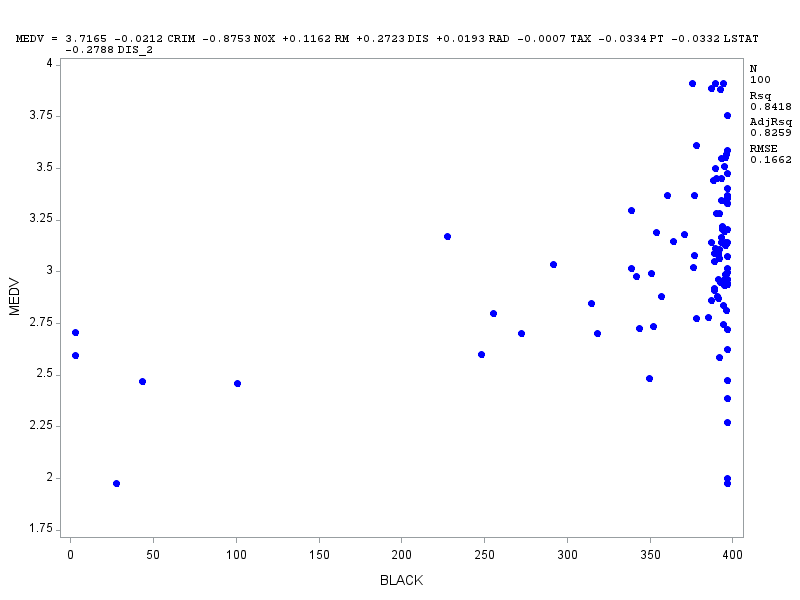 MEDV = 3.7165 -0.0212 CRIM -0.8753 NOX +0.1162 RM +0.2723 DIS +0.0193 RAD -0.0007 TAX -0.0334 PT -0.0332 LSTAT
-0.2788 DIS_2
N
100
Rsq
0.8418
AdjRsq
0.8259
RMSE
0.1662
4
3.75
3.5
3.25
3
2.75
2.5
2.25
2
1.75
MEDV
0 50 100 150 200 250 300 350 400
BLACK